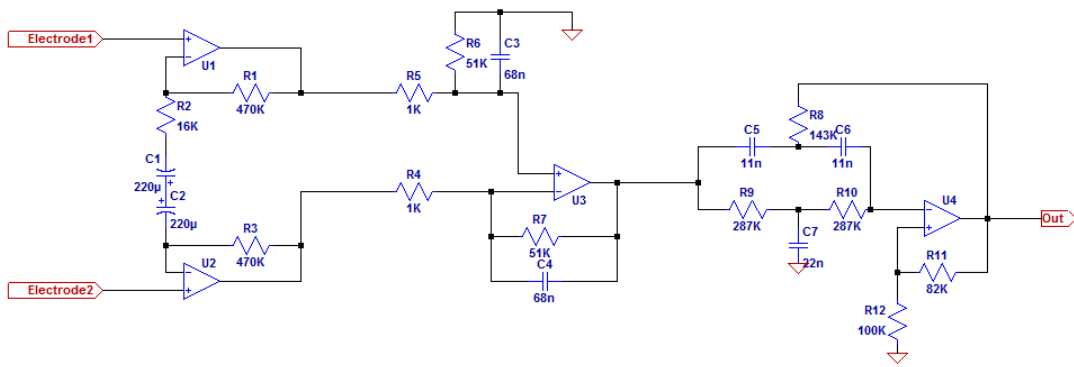 Electrode1
U1
R1
470K
R2
16K
C1
220µ
C2
220µ
R3
470K
U2
Electrode2
R5
1K
R6
51K
C3
68n
R4
1K
U3
R7
51K
C4
68n
C5
11n
R8
143K
C6
11n
R9
287K
R10
287K
C7
22n
U4
Out
R11
82K
R12
100K